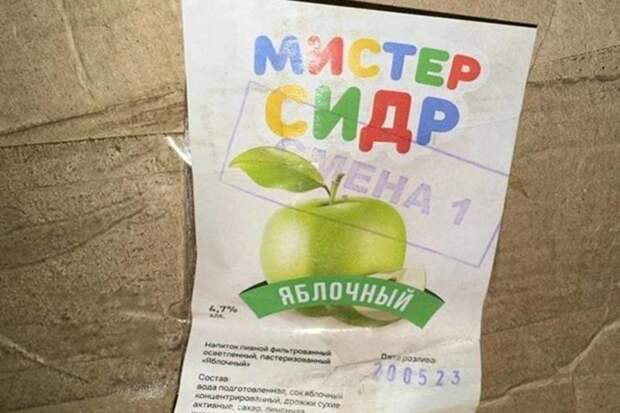 МИСТЕР
СИДР
СМЕНА 1
ЯБЛОЧНЫЙ
4,7%
алк.
Напиток пивной фильтрованный
осветленный, пастеризованный
«Яблочный»
Дата розлива:
200523
Состав:
вода подготовленная, сок яблочный
концентрированный, дрожжи сухие
активные, сахар, лимонная